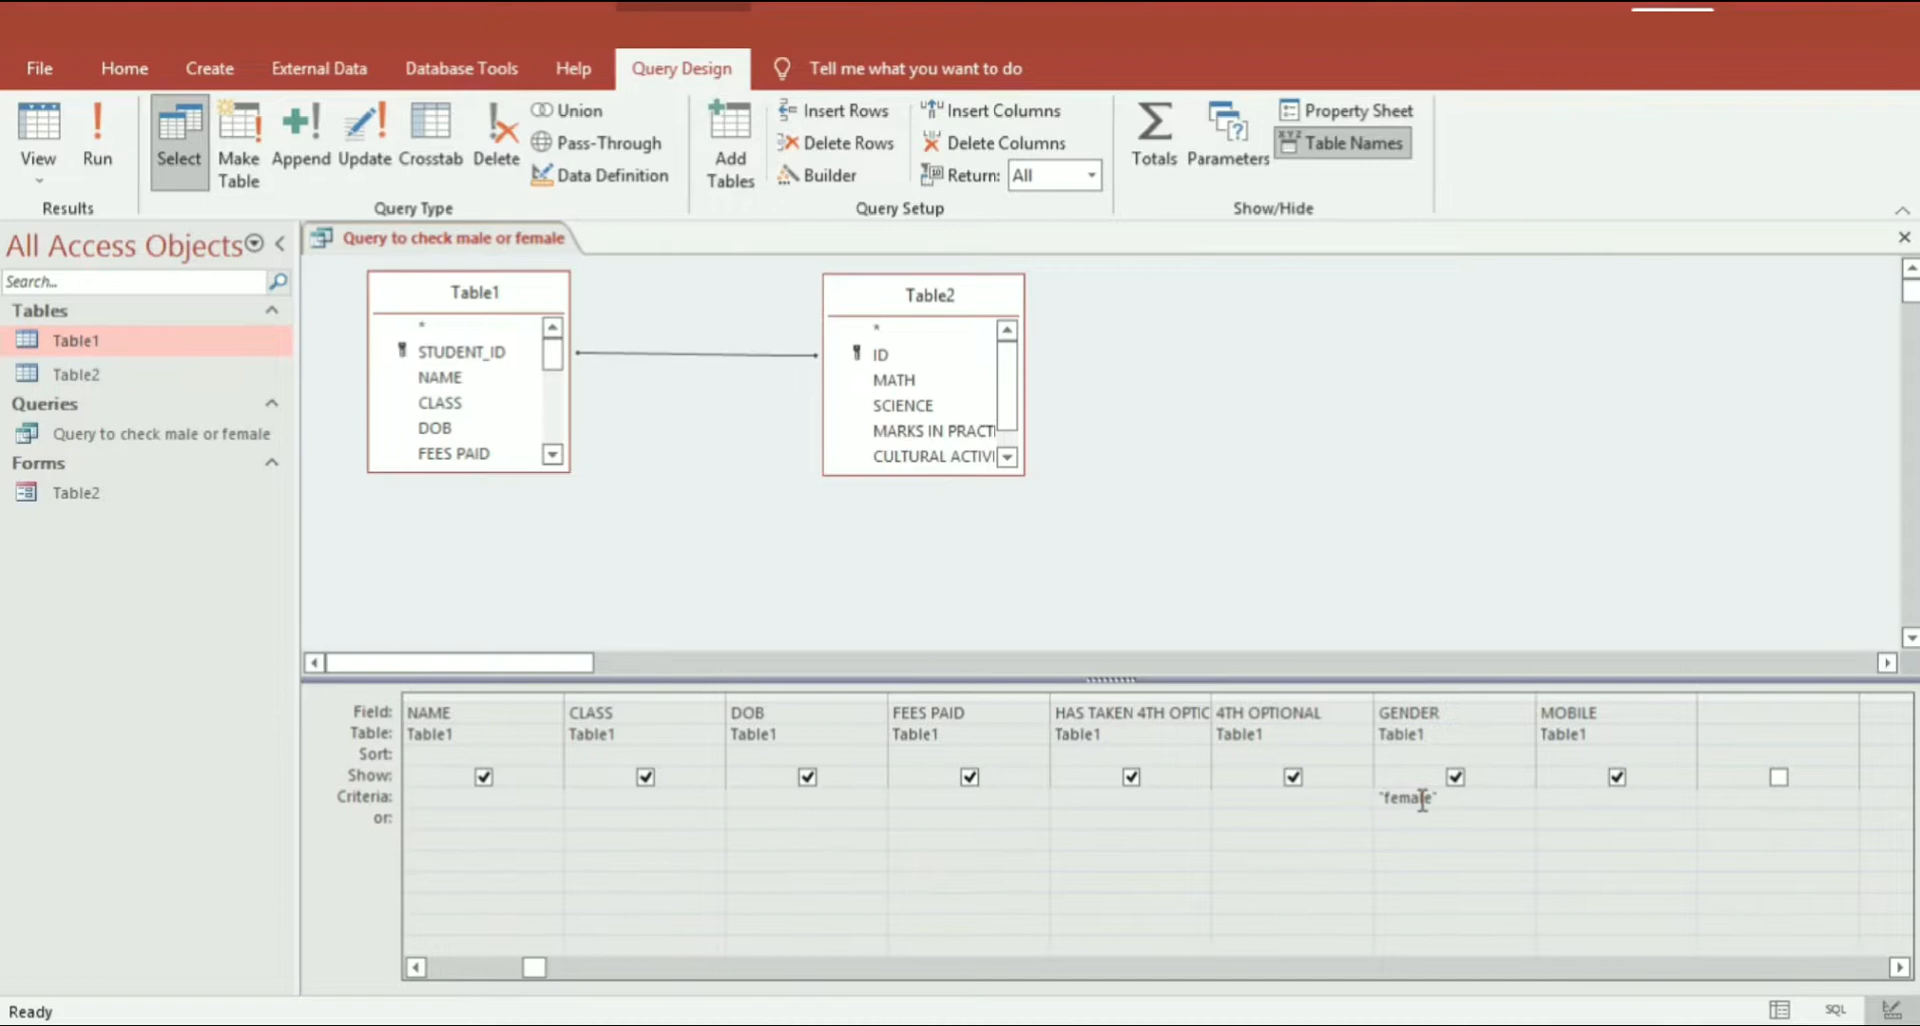 File Home Create External Data Database Tools Help Query Design Tell me what you want to do
View Run Select Make Table Append Update Crosstab Delete
Union
Pass-Through
Data Definition
Add Tables
Insert Rows
Delete Rows
Builder
Insert Columns
Delete Columns
Return: All
Totals Parameters
Property Sheet
XYZ Table Names
Results Query Type Query Setup Show/Hide
All Access Objects
Search...
Tables
Table1
Table2
Queries
Query to check male or female
Forms
Table2
Query to check male or female
Table1
*
STUDENT_ID
NAME
CLASS
DOB
FEES PAID
Table2
*
ID
MATH
SCIENCE
MARKS IN PRACTI
CULTURAL ACTIVI
Field: NAME CLASS DOB FEES PAID HAS TAKEN 4TH OPTIC 4TH OPTIONAL GENDER MOBILE
Table: Table1 Table1 Table1 Table1 Table1 Table1 Table1 Table1
Sort:
Show:
Criteria: "female"
or:
Ready SQL